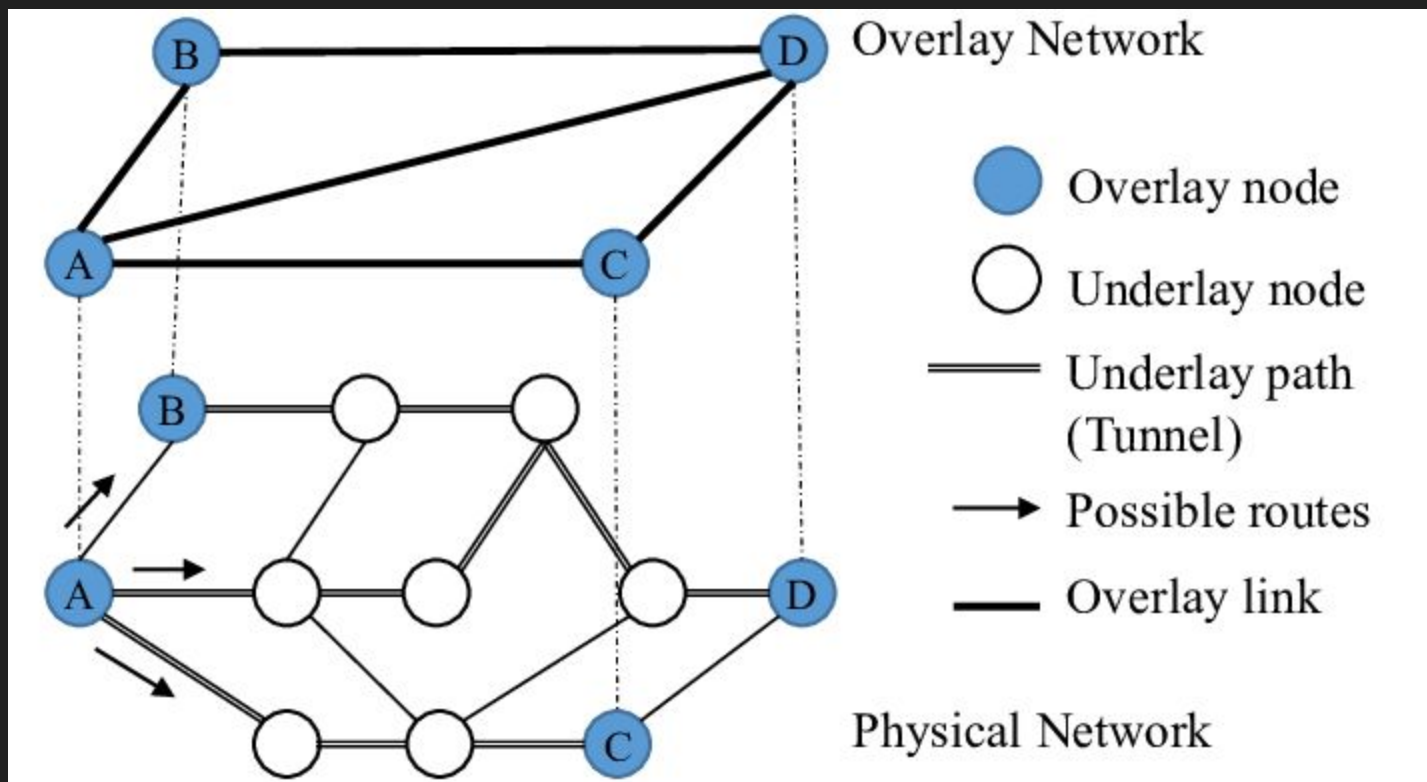 B
D
Overlay Network
A
C
Overlay node
Underlay node
B
Underlay path
(Tunnel)
Possible routes
A
D
Overlay link
C
Physical Network